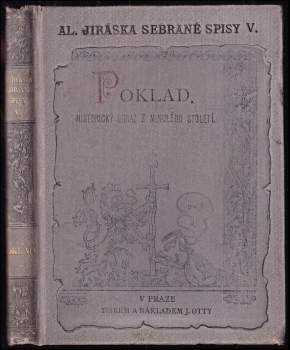 AL. JIRÁSKA SEBRANÉ SPISY V.
POKLAD.
HISTORICKÝ OBRAZ Z MINULÉHO STOLETÍ.
V PRAZE
TISKEM A NÁKLADEM J. OTTY